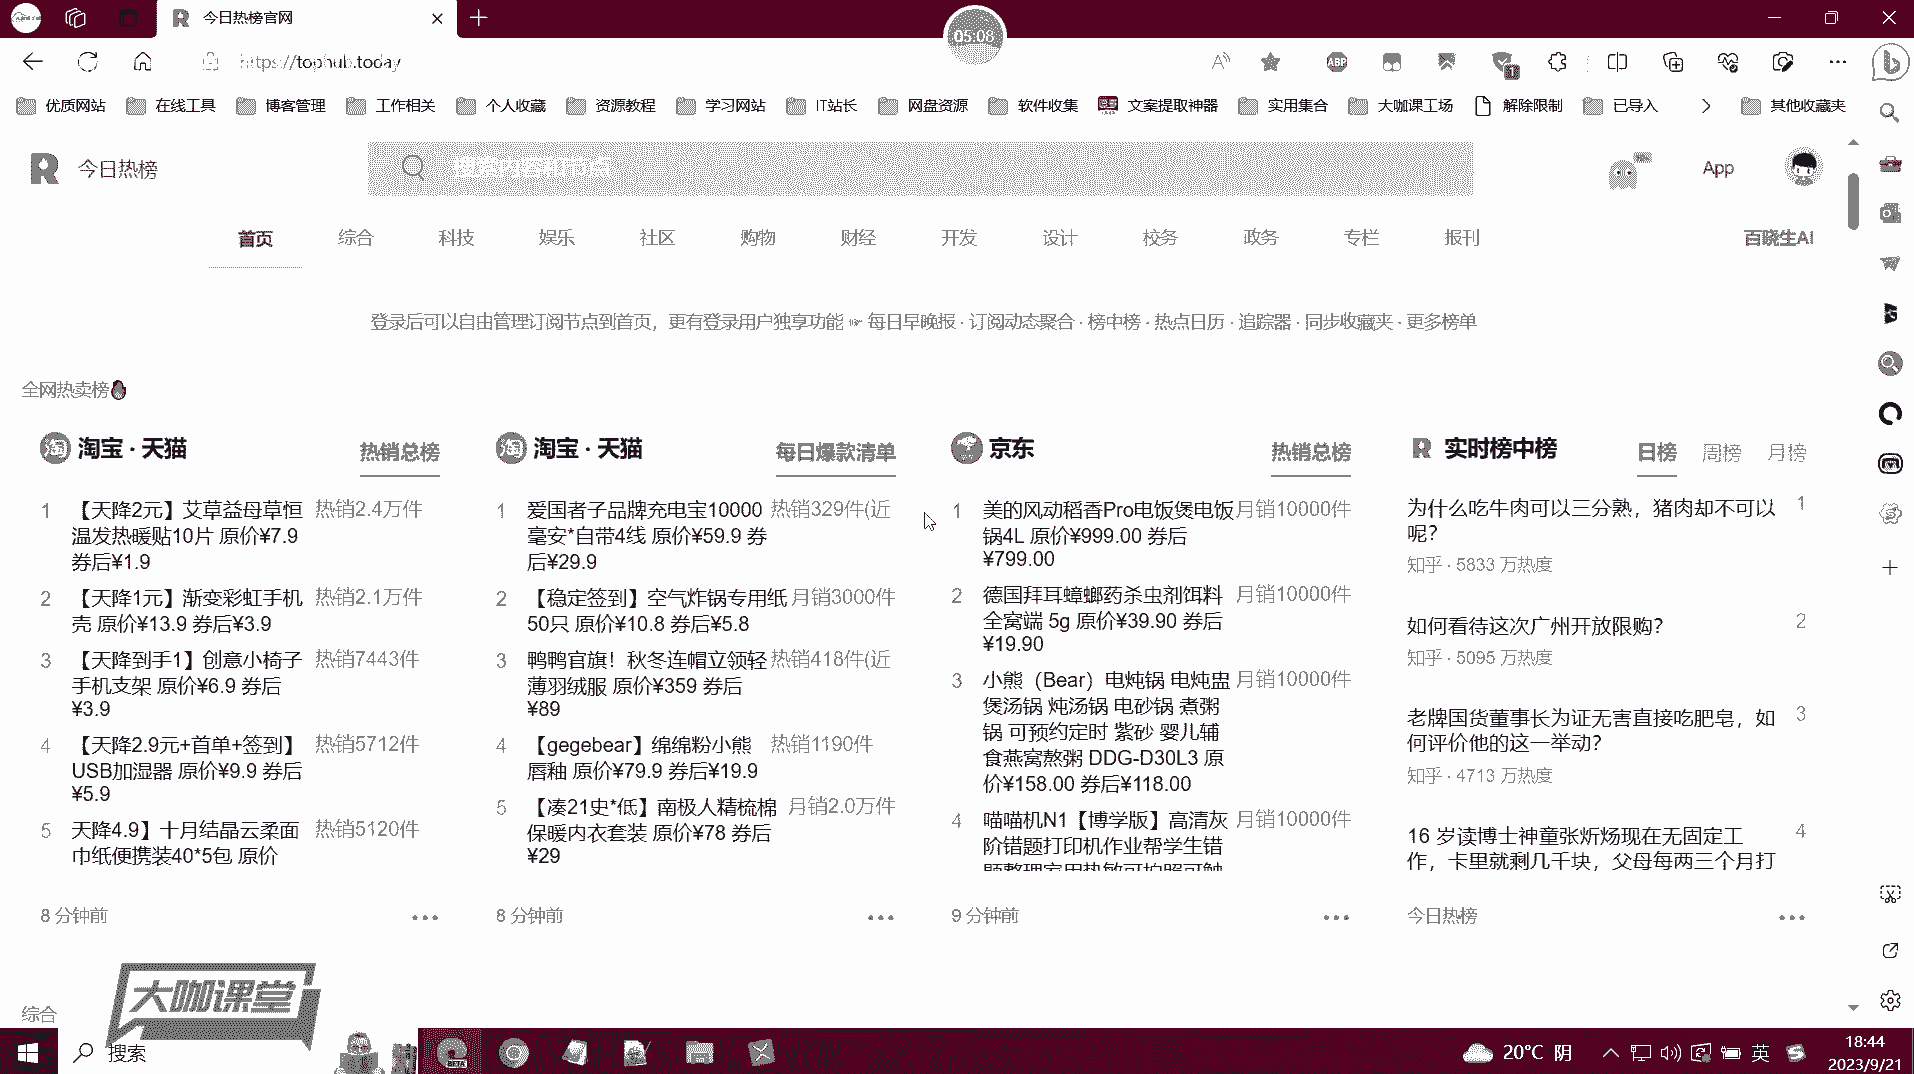 今日热榜官网
05:08
https://tophub.today
优质网站
在线工具
博客管理
工作相关
个人收藏
资源教程
学习网站
IT站长
网盘资源
软件收集
文案提取神器
实用集合
大咖课工场
解除限制
已导入
其他收藏夹
今日热榜
搜索内容和节点
App
首页 综合 科技 娱乐 社区 购物 财经 开发 设计 校务 政务 专栏 报刊 百晓生AI
登录后可以自由管理订阅节点到首页，更有登录用户独享功能 ☞ 每日早晚报 · 订阅动态聚合 · 榜中榜 · 热点日历 · 追踪器 · 同步收藏夹 · 更多榜单
全网热卖榜
淘宝 · 天猫 热销总榜
1 【天降2元】艾草益母草恒 热销2.4万件
温发热暖贴10片 原价¥7.9
券后¥1.9
2 【天降1元】渐变彩虹手机 热销2.1万件
壳 原价¥13.9 券后¥3.9
3 【天降到手1】创意小椅子 热销7443件
手机支架 原价¥6.9 券后
¥3.9
4 【天降2.9元+首单+签到】 热销5712件
USB加湿器 原价¥9.9 券后
¥5.9
5 天降4.9】十月结晶云柔面 热销5120件
巾纸便携装40*5包 原价
8 分钟前
淘宝 · 天猫 每日爆款清单
1 爱国者子品牌充电宝10000 热销329件(近
毫安*自带4线 原价¥59.9 券
后¥29.9
2 【稳定签到】空气炸锅专用纸 月销3000件
50只 原价¥10.8 券后¥5.8
3 鸭鸭官旗！秋冬连帽立领轻 热销418件(近
薄羽绒服 原价¥359 券后
¥89
4 【gegebear】绵绵粉小熊 热销1190件
唇釉 原价¥79.9 券后¥19.9
5 【凑21史*低】南极人精梳棉 月销2.0万件
保暖内衣套装 原价¥78 券后
¥29
8 分钟前
京东 热销总榜
1 美的风动稻香Pro电饭煲电饭 月销10000件
锅4L 原价¥999.00 券后
¥799.00
2 德国拜耳蟑螂药杀虫剂饵料 月销10000件
全窝端 5g 原价¥39.90 券后
¥19.90
3 小熊（Bear）电炖锅 电炖盅 月销10000件
煲汤锅 炖汤锅 电砂锅 煮粥
锅 可预约定时 紫砂 婴儿辅
食燕窝熬粥 DDG-D30L3 原
价¥158.00 券后¥118.00
4 喵喵机N1【博学版】高清灰 月销10000件
阶错题打印机作业帮学生错
9 分钟前
实时榜中榜 日榜 周榜 月榜
为什么吃牛肉可以三分熟，猪肉却不可以 1
呢？
知乎 · 5833 万热度
如何看待这次广州开放限购？ 2
知乎 · 5095 万热度
老牌国货董事长为证无害直接吃肥皂，如 3
何评价他的这一举动？
知乎 · 4713 万热度
16 岁读博士神童张炘炀现在无固定工 4
作，卡里就剩几千块，父母每两三个月打
今日热榜
综合
大咖课堂
搜索
20°C 阴
英
18:44
2023/9/21